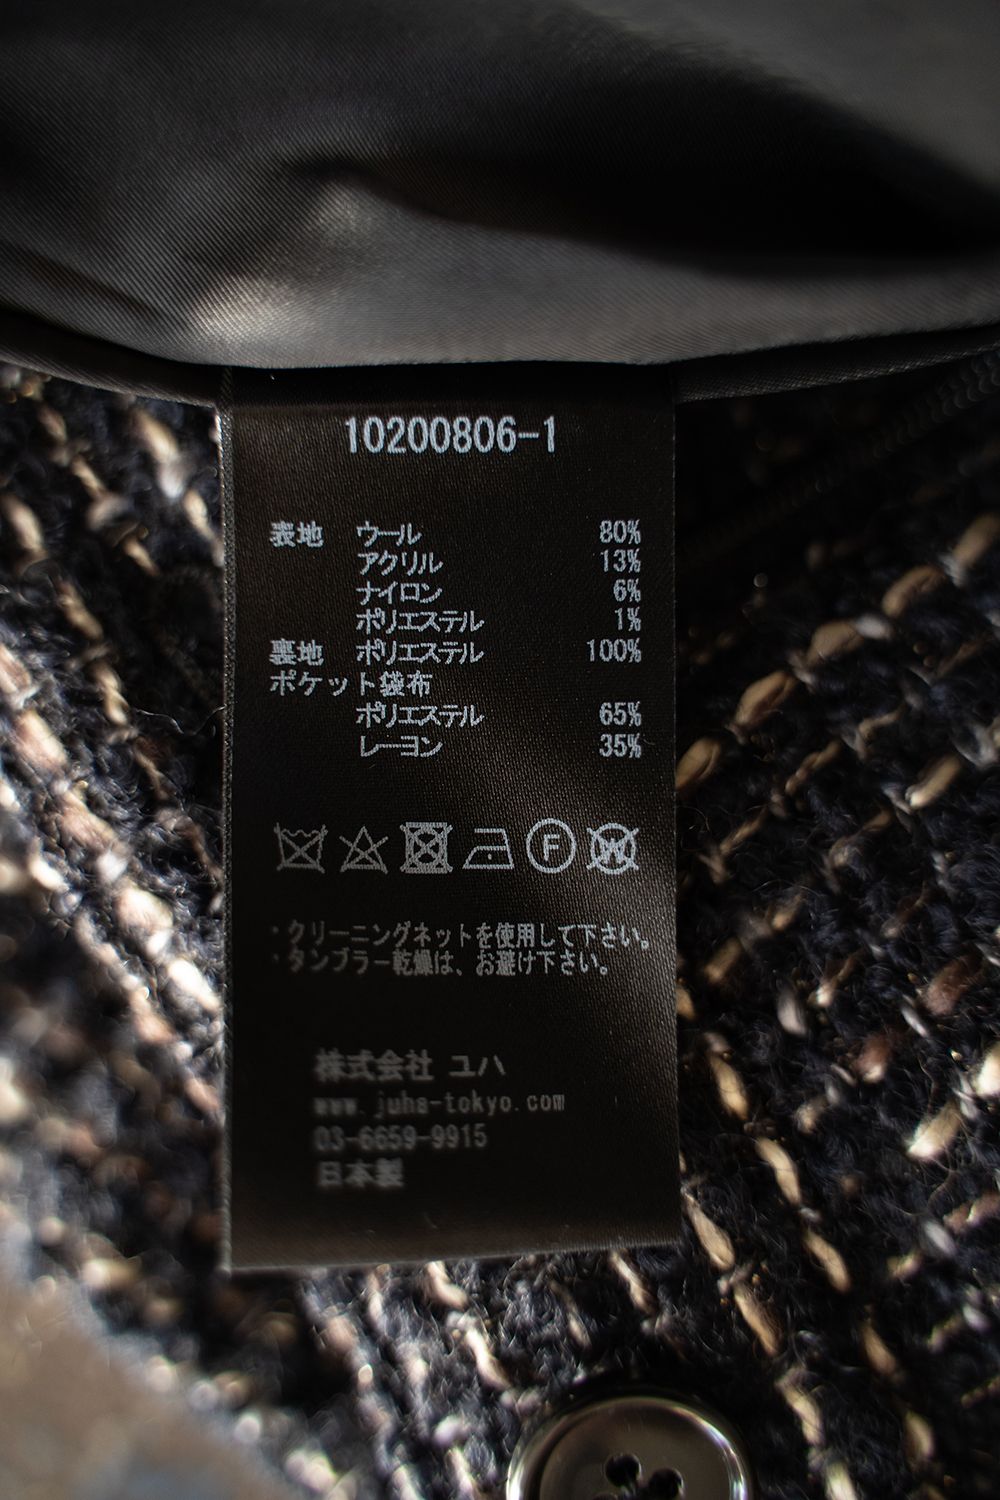 10200806-1
表地 ウール 80%
アクリル 13%
ナイロン 6%
ポリエステル 1%
裏地 ポリエステル 100%
ポケット袋布
ポリエステル 65%
レーヨン 35%
F W
・クリーニングネットを使用して下さい。
・タンブラー乾燥は、お避け下さい。
株式会社 ユハ
www.juha-tokyo.com
03-6659-9915
日本製